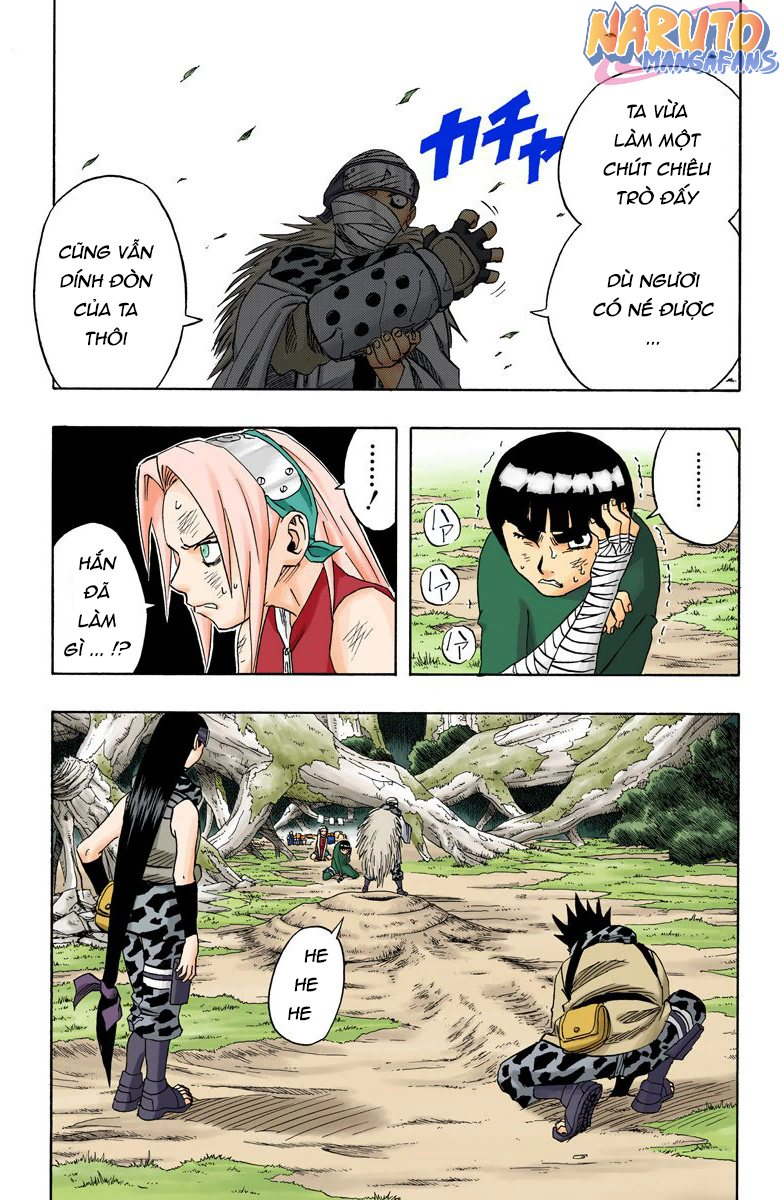 NARUTO
MANGAFANS
TA VỪA
LÀM MỘT
CHÚT CHIÊU
TRÒ ĐẤY
DÙ NGƯƠI
CÓ NÉ ĐƯỢC
...
カチャ
CŨNG VẪN
DÍNH ĐÒN
CỦA TA
THÔI
........
ハァ
ハァ
ハァ
......!
HẮN
ĐÃ
LÀM
GÌ ... !?
HE
HE
HE